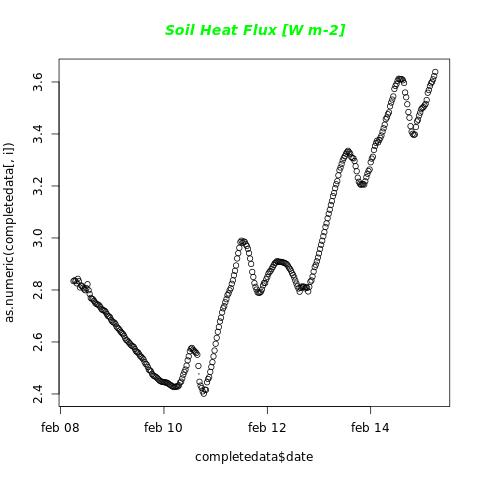 Soil Heat Flux [W m-2]
as.numeric(completedata[, i])
3.6
3.4
3.2
3.0
2.8
2.6
2.4
feb 08 feb 10 feb 12 feb 14
completedata$date